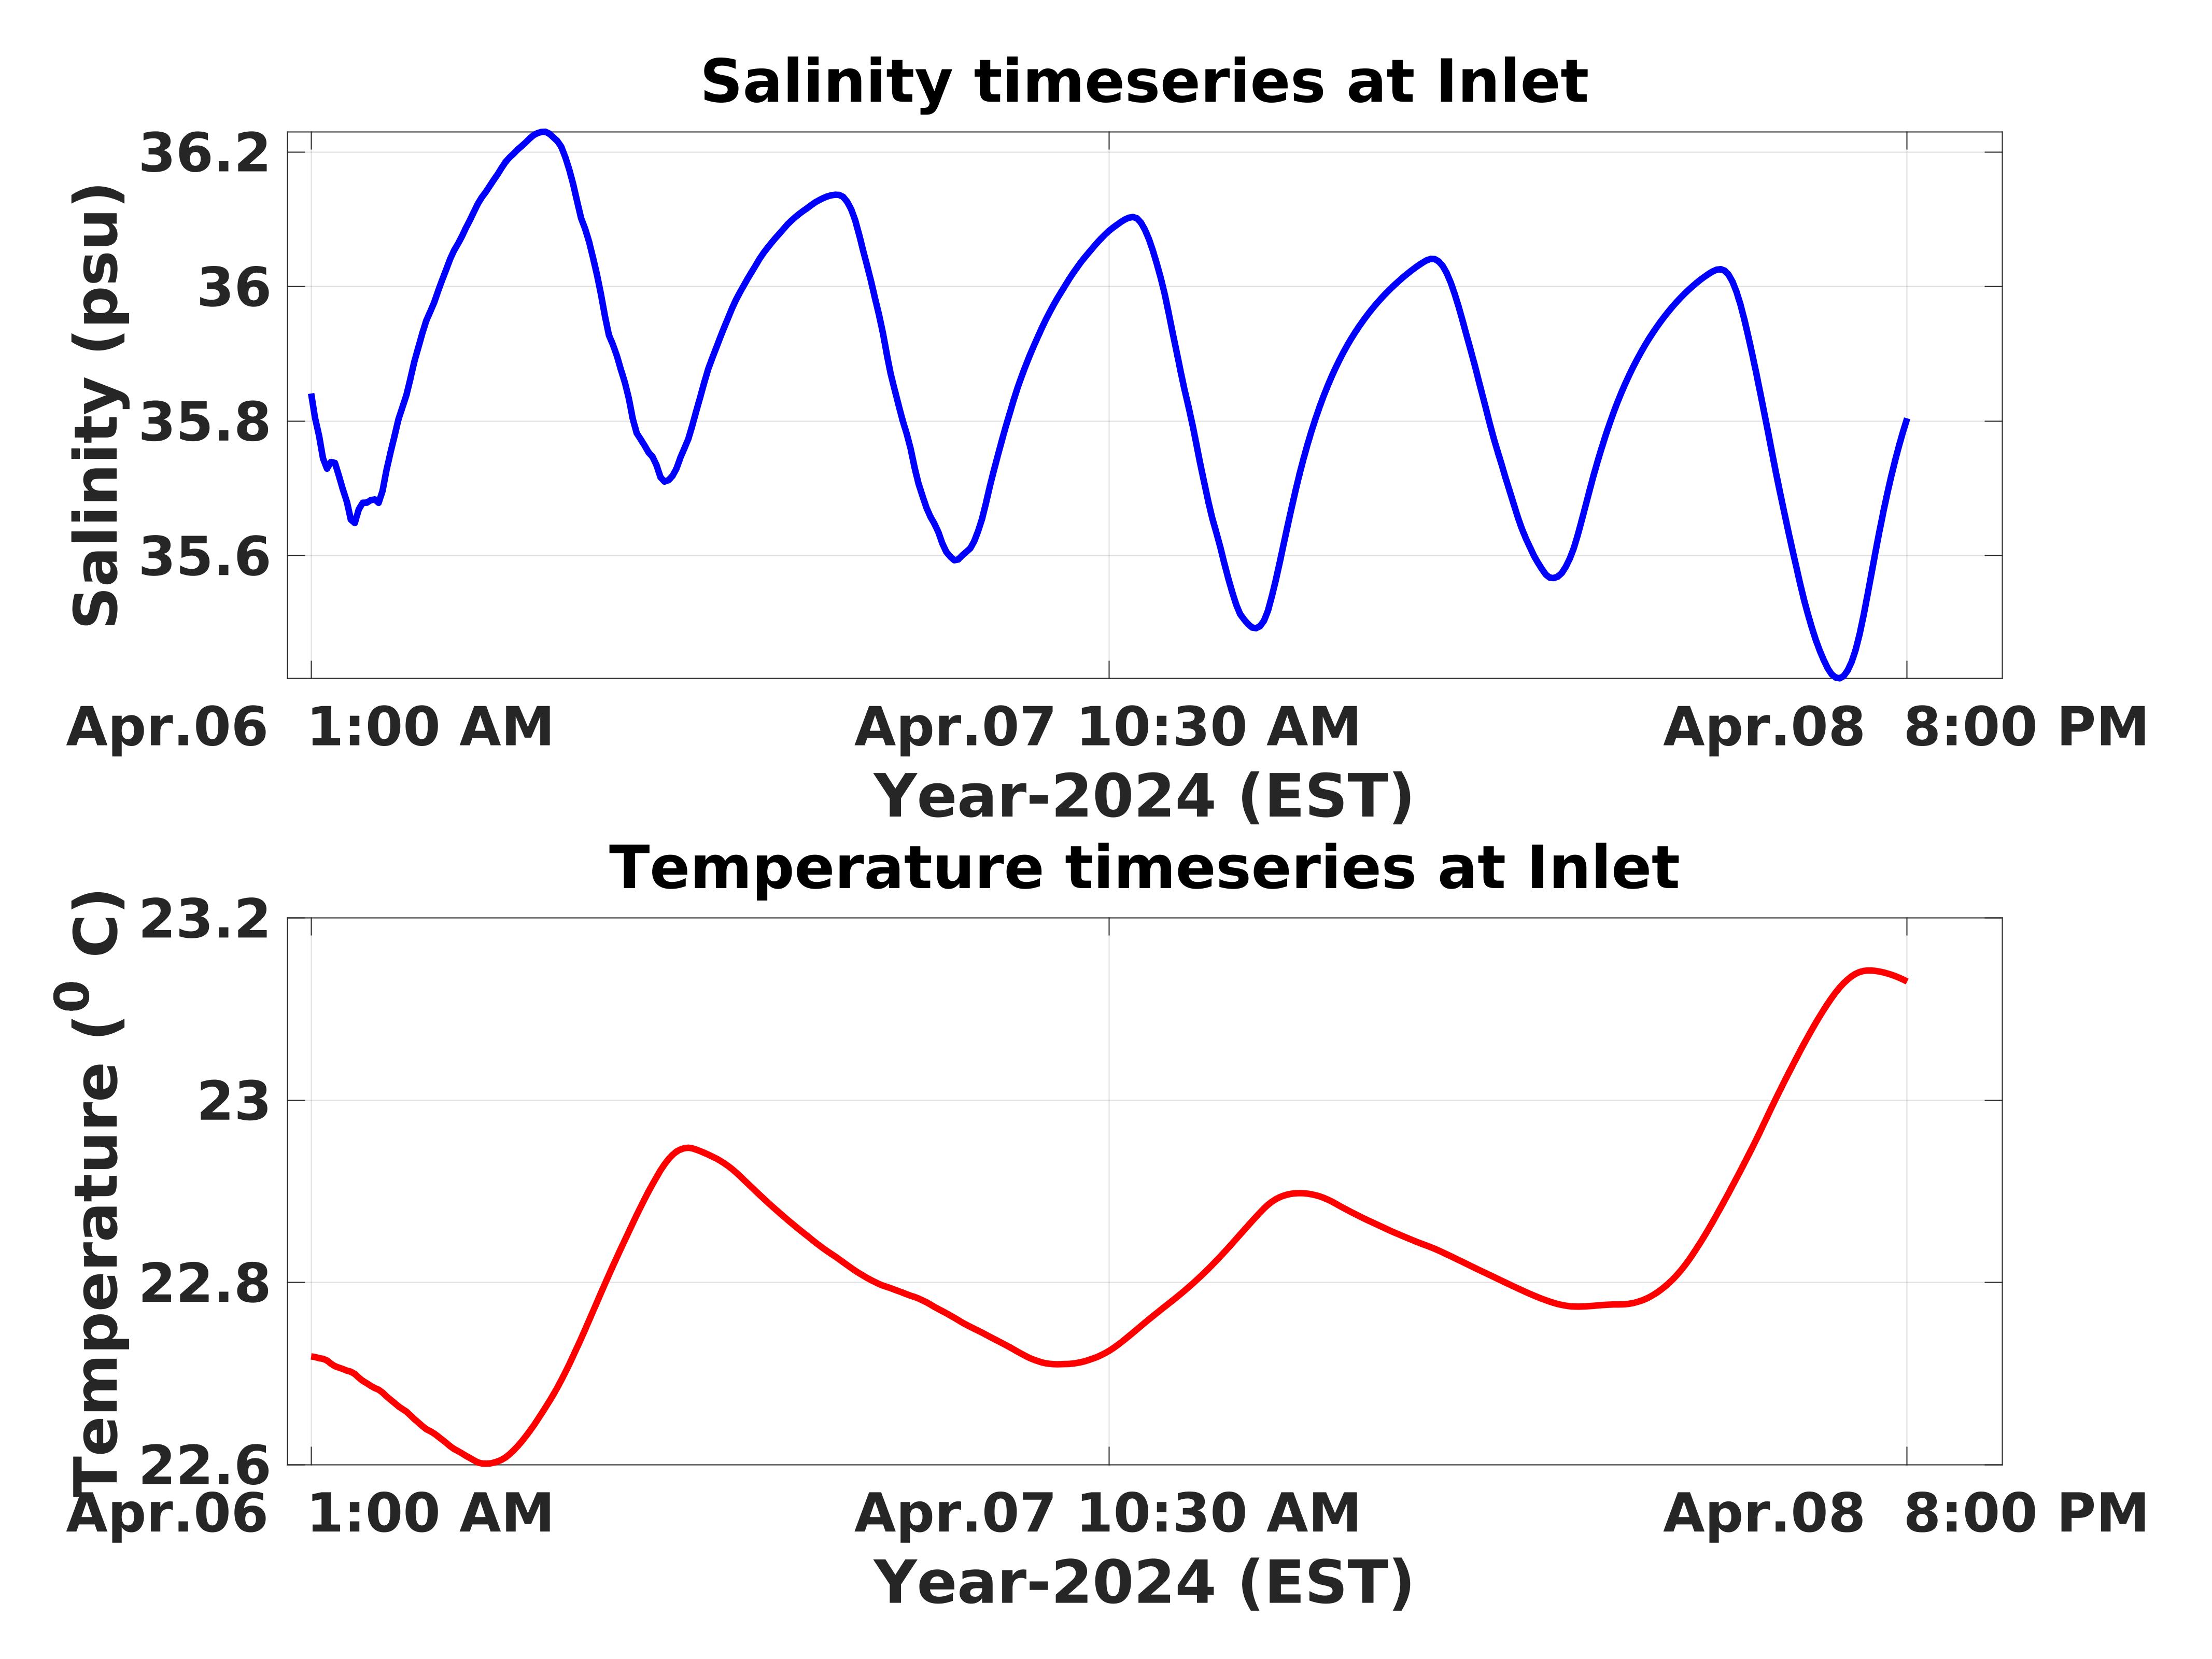 Salinity timeseries at Inlet
Salinity (psu)
36.2
36
35.8
35.6
Apr.06  1:00 AM
Apr.07 10:30 AM
Apr.08  8:00 PM
Year-2024 (EST)
Temperature timeseries at Inlet
Temperature (⁰ C)
23.2
23
22.8
22.6
Apr.06  1:00 AM
Apr.07 10:30 AM
Apr.08  8:00 PM
Year-2024 (EST)